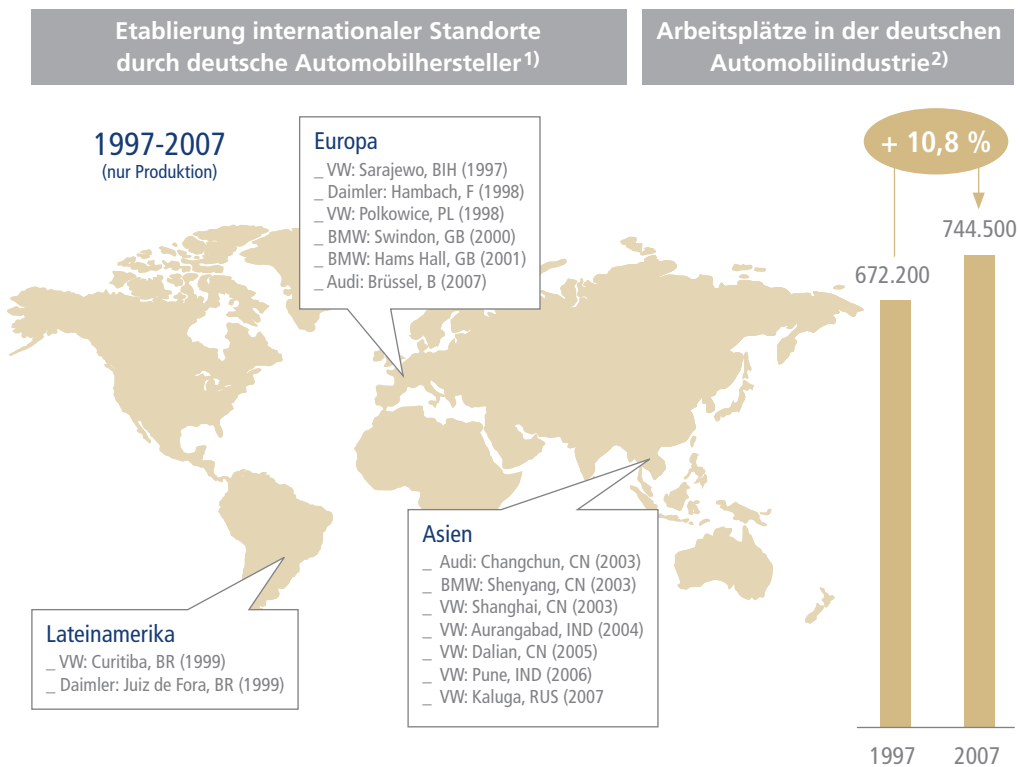 Etablierung internationaler Standorte
durch deutsche Automobilhersteller1)
Arbeitsplätze in der deutschen
Automobilindustrie2)
1997-2007
(nur Produktion)
Europa
_ VW: Sarajewo, BIH (1997)
_ Daimler: Hambach, F (1998)
_ VW: Polkowice, PL (1998)
_ BMW: Swindon, GB (2000)
_ BMW: Hams Hall, GB (2001)
_ Audi: Brüssel, B (2007)
+ 10,8 %
744.500
672.200
Asien
_ Audi: Changchun, CN (2003)
_ BMW: Shenyang, CN (2003)
_ VW: Shanghai, CN (2003)
_ VW: Aurangabad, IND (2004)
_ VW: Dalian, CN (2005)
_ VW: Pune, IND (2006)
_ VW: Kaluga, RUS (2007
Lateinamerika
_ VW: Curitiba, BR (1999)
_ Daimler: Juiz de Fora, BR (1999)
1997
2007